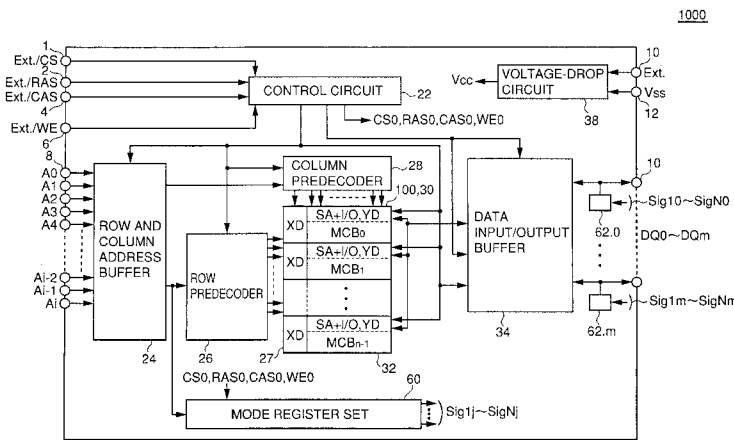 1000
1
Ext./CS
2
Ext./RAS
Ext./CAS
4
Ext./WE
6
8
CONTROL CIRCUIT
22
CS0,RAS0,CAS0,WE0
Vcc
VOLTAGE-DROP
CIRCUIT
38
10
Ext.
Vss
12
A0
A1
A2
A3
A4
Ai-2
Ai-1
Ai
ROW AND
COLUMN
ADDRESS
BUFFER
24
COLUMN
PREDECODER
28
100,30
ROW
PREDECODER
26
27
XD
SA+I/O,YD
MCB0
XD
SA+I/O,YD
MCB1
XD
SA+I/O,YD
MCBn-1
32
DATA
INPUT/OUTPUT
BUFFER
34
10
Sig10~SigN0
62.0
DQ0~DQm
Sig1m~SigNm
62.m
CS0,RAS0,CAS0,WE0
60
MODE REGISTER SET
Sig1j~SigNj